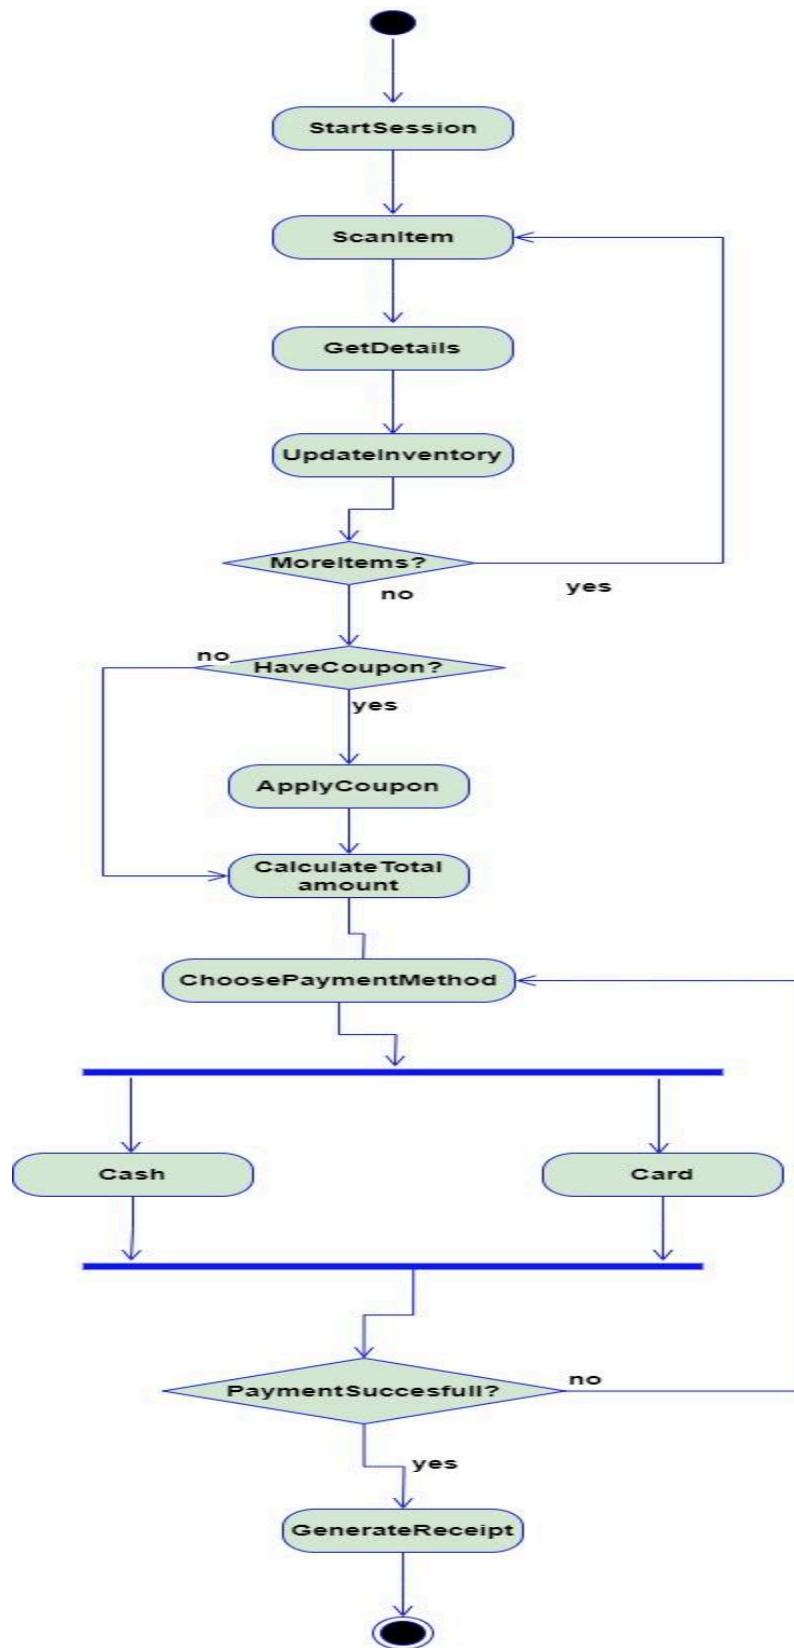 StartSession
ScanItem
GetDetails
UpdateInventory
MoreItems?
yes
no
no
HaveCoupon?
yes
ApplyCoupon
CalculateTotal
amount
ChoosePaymentMethod
Cash
Card
PaymentSuccesfull?
no
yes
GenerateReceipt